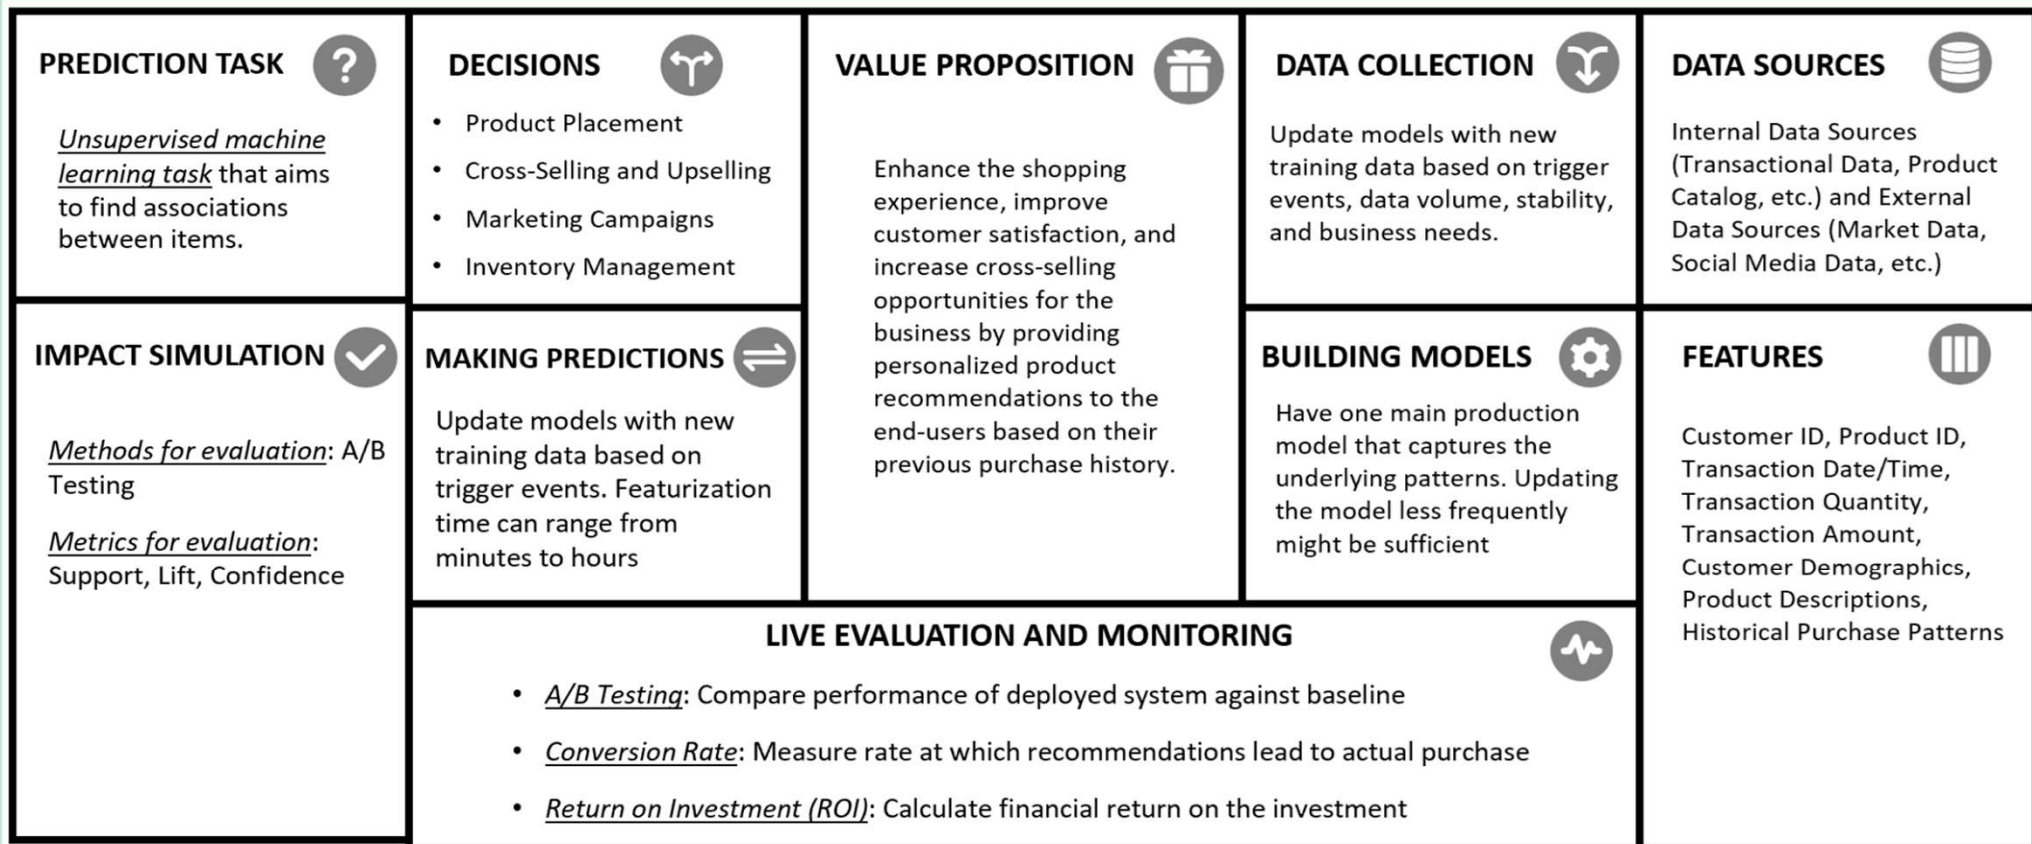 PREDICTION TASK
Unsupervised machine
learning task that aims
to find associations
between items.
DECISIONS
• Product Placement
• Cross-Selling and Upselling
• Marketing Campaigns
• Inventory Management
VALUE PROPOSITION
Enhance the shopping
experience, improve
customer satisfaction, and
increase cross-selling
opportunities for the
business by providing
personalized product
recommendations to the
end-users based on their
previous purchase history.
DATA COLLECTION
Update models with new
training data based on trigger
events, data volume, stability,
and business needs.
DATA SOURCES
Internal Data Sources
(Transactional Data, Product
Catalog, etc.) and External
Data Sources (Market Data,
Social Media Data, etc.)
IMPACT SIMULATION
Methods for evaluation: A/B
Testing
Metrics for evaluation:
Support, Lift, Confidence
MAKING PREDICTIONS
Update models with new
training data based on
trigger events. Featurization
time can range from
minutes to hours
BUILDING MODELS
Have one main production
model that captures the
underlying patterns. Updating
the model less frequently
might be sufficient
FEATURES
Customer ID, Product ID,
Transaction Date/Time,
Transaction Quantity,
Transaction Amount,
Customer Demographics,
Product Descriptions,
Historical Purchase Patterns
LIVE EVALUATION AND MONITORING
• A/B Testing: Compare performance of deployed system against baseline
• Conversion Rate: Measure rate at which recommendations lead to actual purchase
• Return on Investment (ROI): Calculate financial return on the investment